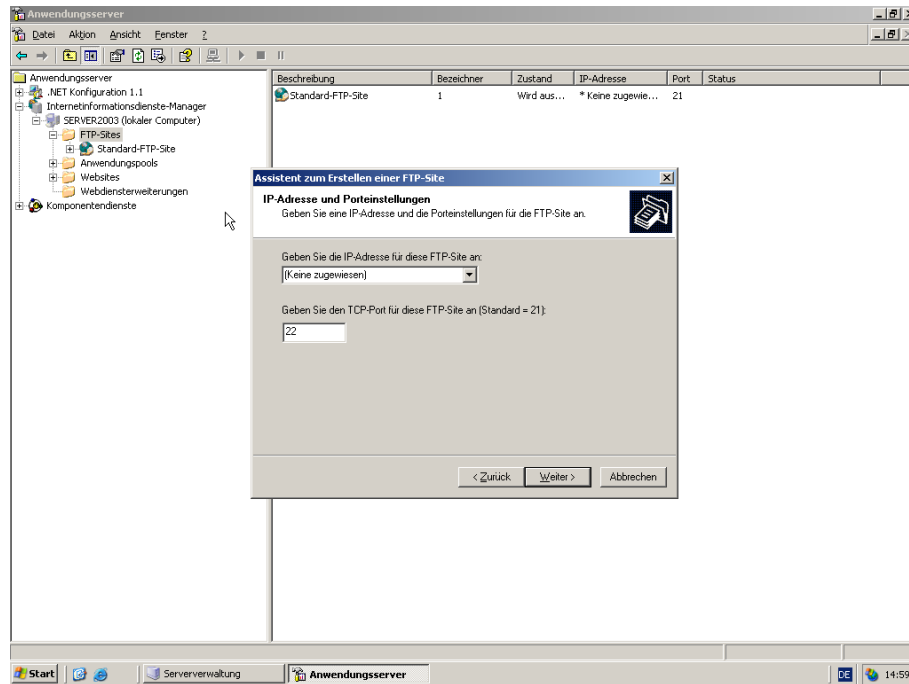 Anwendungsserver
Datei Aktion Ansicht Fenster ?
Anwendungsserver
.NET Konfiguration 1.1
Internetinformationsdienste-Manager
SERVER2003 (lokaler Computer)
FTP-Sites
Standard-FTP-Site
Anwendungspools
Websites
Webdiensterweiterungen
Komponentendienste
Beschreibung Bezeichner Zustand IP-Adresse Port Status
Standard-FTP-Site 1 Wird aus... * Keine zugewie... 21
Assistent zum Erstellen einer FTP-Site
IP-Adresse und Porteinstellungen
Geben Sie eine IP-Adresse und die Porteinstellungen für die FTP-Site an.
Geben Sie die IP-Adresse für diese FTP-Site an:
(Keine zugewiesen)
Geben Sie den TCP-Port für diese FTP-Site an (Standard = 21):
22
< Zurück Weiter > Abbrechen
Start Serververwaltung Anwendungsserver DE 14:59